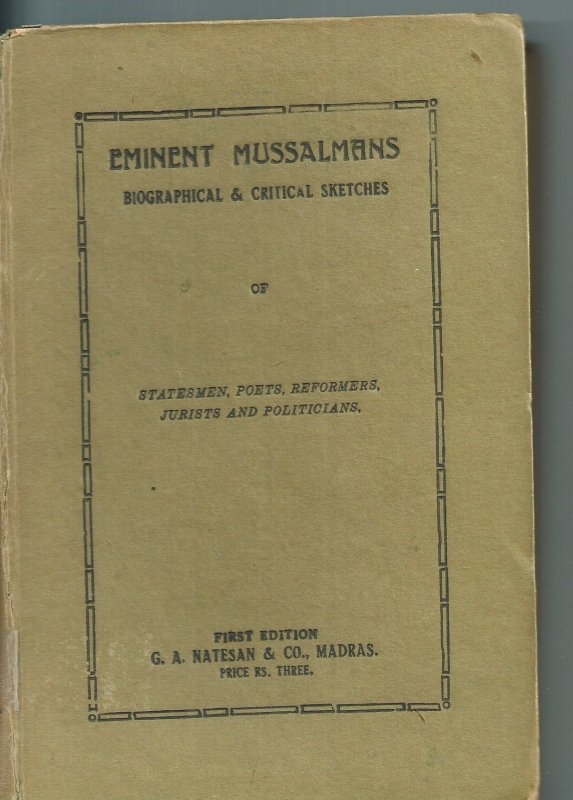 EMINENT MUSSALMANS
BIOGRAPHICAL & CRITICAL SKETCHES
OF
STATESMEN, POETS, REFORMERS,
JURISTS AND POLITICIANS.
FIRST EDITION
G. A. NATESAN & CO., MADRAS.
PRICE RS. THREE.